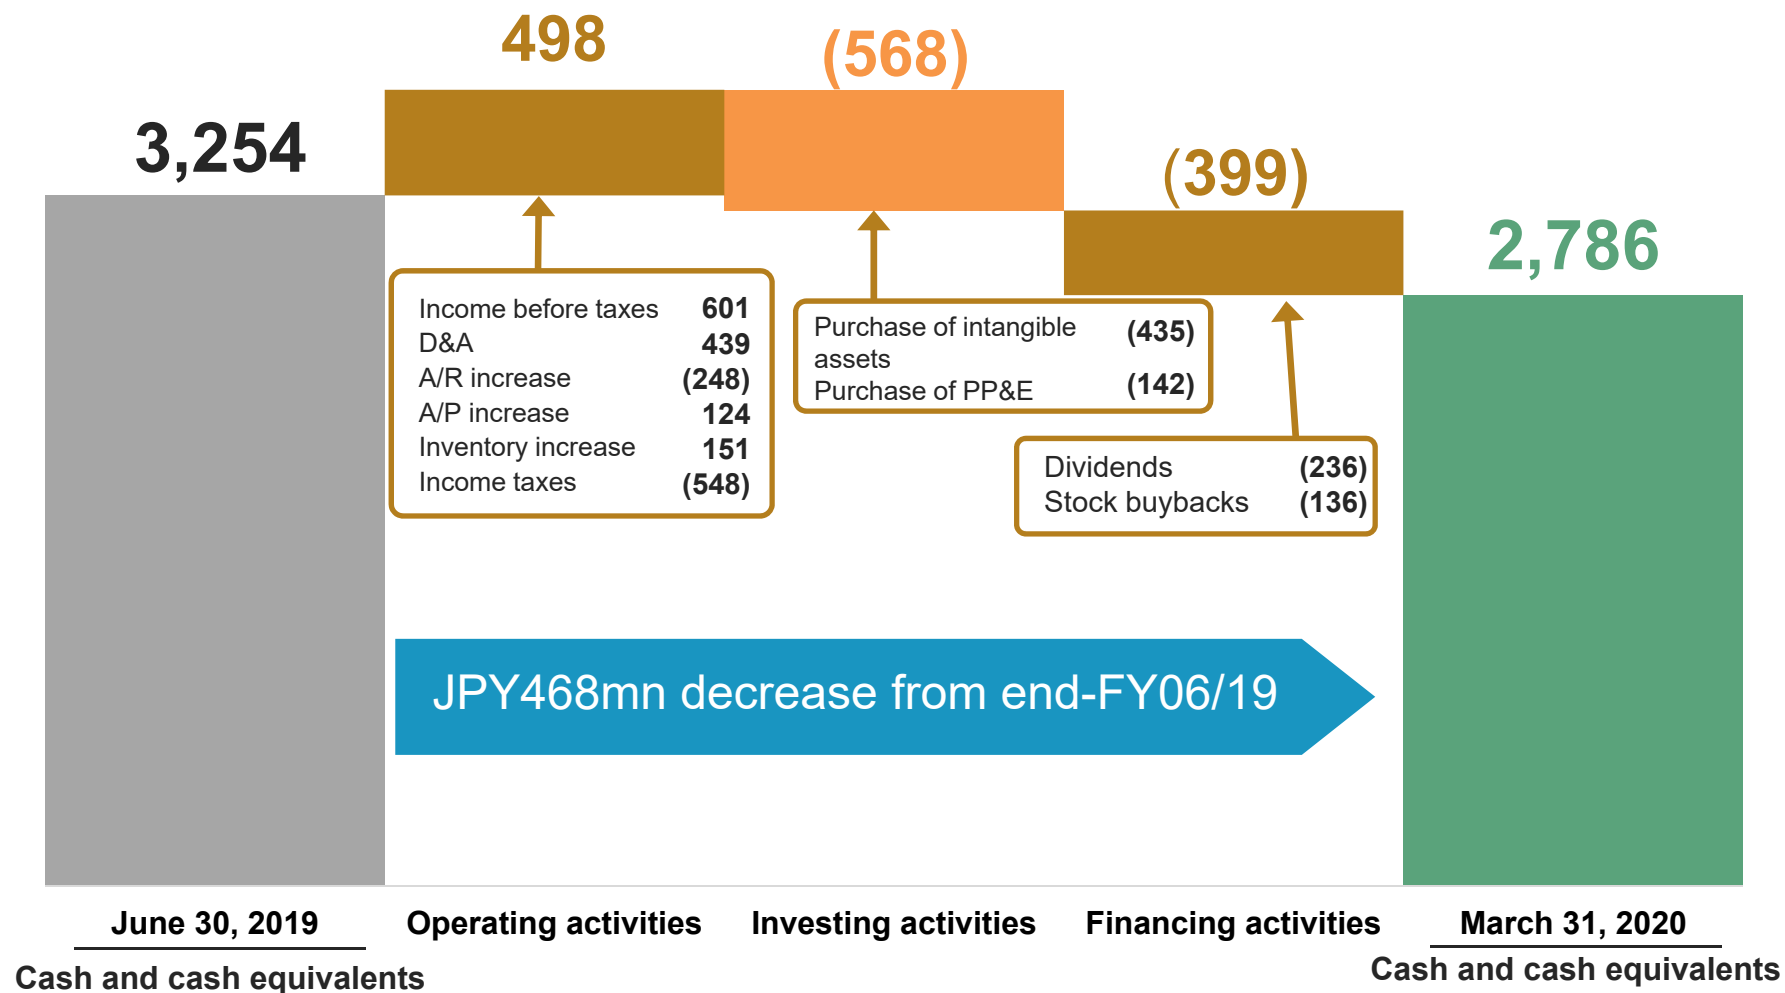 498
(568)
3,254
(399)
2,786
Income before taxes 601
D&A 439
A/R increase (248)
A/P increase 124
Inventory increase 151
Income taxes (548)
Purchase of intangible (435)
assets
Purchase of PP&E (142)
Dividends (236)
Stock buybacks (136)
JPY468mn decrease from end-FY06/19
June 30, 2019
Operating activities
Investing activities
Financing activities
March 31, 2020
Cash and cash equivalents
Cash and cash equivalents